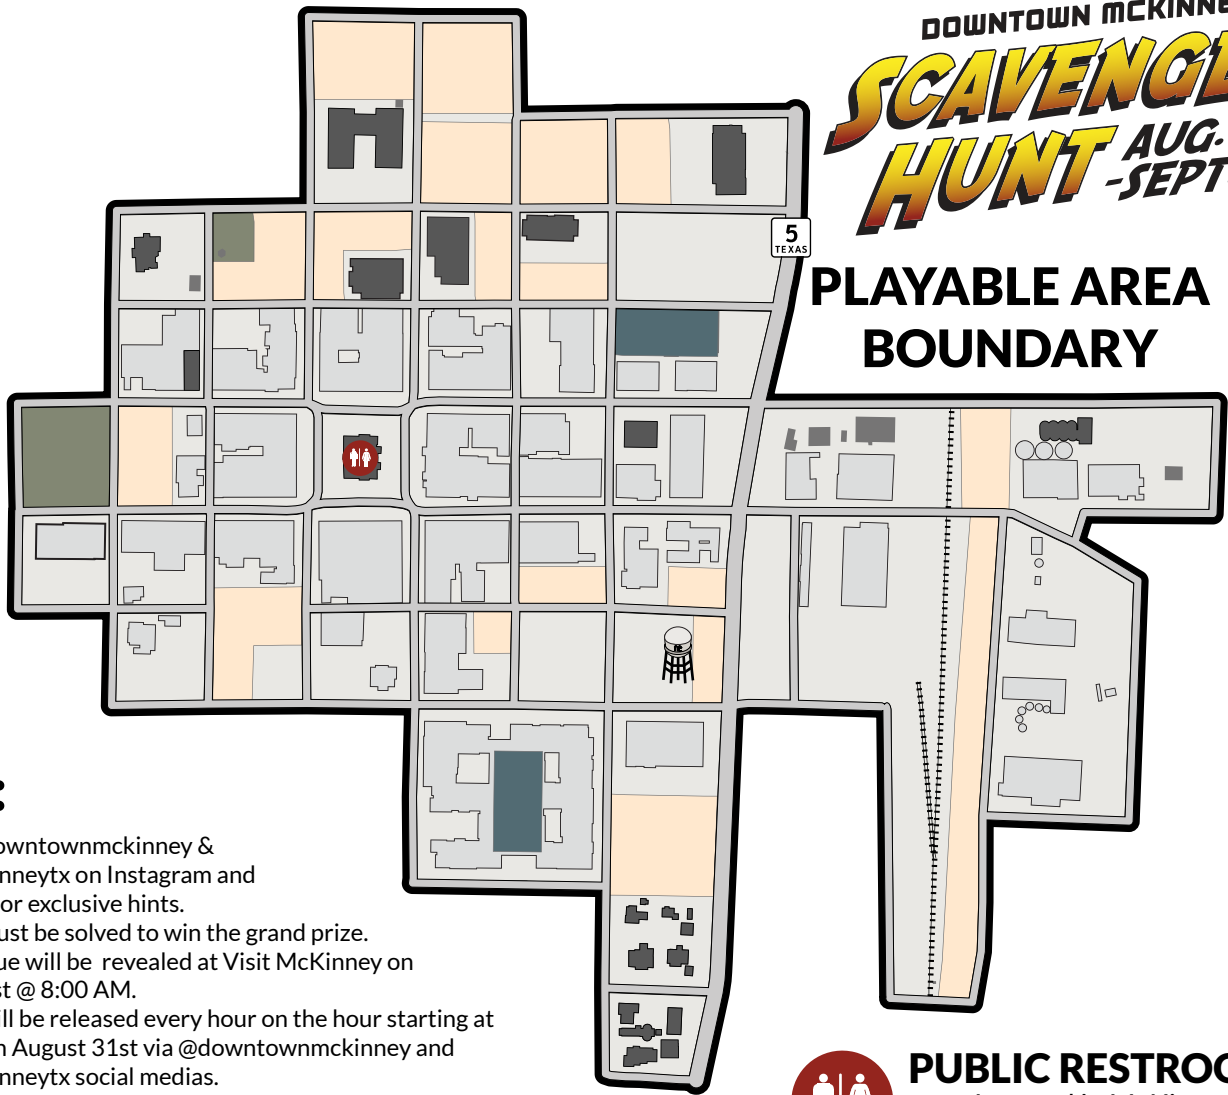 DOWNTOWN MCKINNE
SCAVENGE
HUNT AUG.
-SEPT
5
TEXAS
PLAYABLE AREA
BOUNDARY
:
owntownmckinney &
nneytx on Instagram and
or exclusive hints.
ust be solved to win the grand prize.
ue will be revealed at Visit McKinney on
st @ 8:00 AM.
ill be released every hour on the hour starting at
n August 31st via @downtownmckinney and
nneytx social medias.
PUBLIC RESTROO